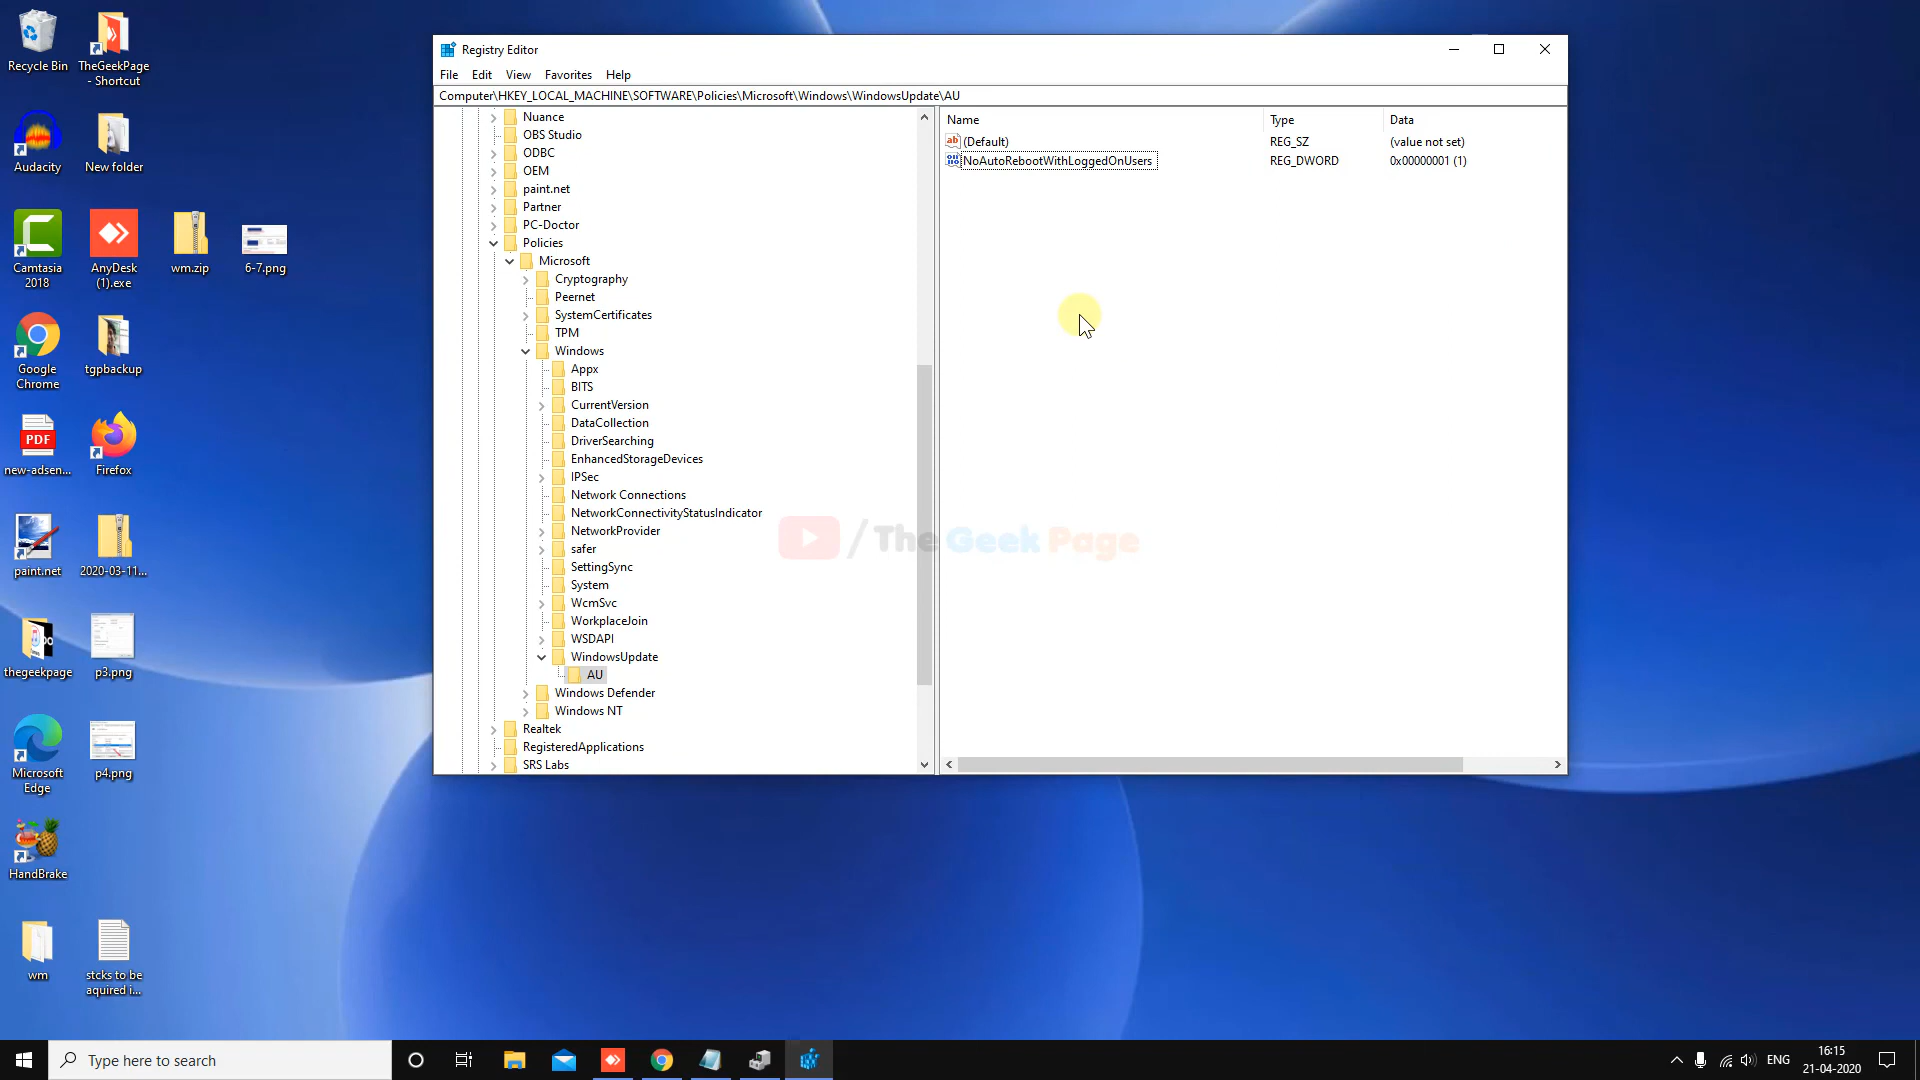 Recycle Bin
TheGeekPage
- Shortcut
Audacity
New folder
Camtasia
2018
AnyDesk
(1).exe
wm.zip
6-7.png
Google
Chrome
tgpbackup
PDF
new-adsen...
Firefox
paint.net
2020-03-11...
thegeekpage
p3.png
Microsoft
Edge
p4.png
HandBrake
wm
stcks to be
aquired i...
Registry Editor
File Edit View Favorites Help
Computer\HKEY_LOCAL_MACHINE\SOFTWARE\Policies\Microsoft\Windows\WindowsUpdate\AU
Nuance
OBS Studio
ODBC
OEM
paint.net
Partner
PC-Doctor
Policies
Microsoft
Cryptography
Peernet
SystemCertificates
TPM
Windows
Appx
BITS
CurrentVersion
DataCollection
DriverSearching
EnhancedStorageDevices
IPSec
Network Connections
NetworkConnectivityStatusIndicator
NetworkProvider
safer
SettingSync
System
WcmSvc
WorkplaceJoin
WSDAPI
WindowsUpdate
AU
Windows Defender
Windows NT
Realtek
RegisteredApplications
SRS Labs
Name Type Data
ab (Default) REG_SZ (value not set)
NoAutoRebootWithLoggedOnUsers REG_DWORD 0x00000001 (1)
/The Geek Page
Type here to search
ENG
16:15
21-04-2020